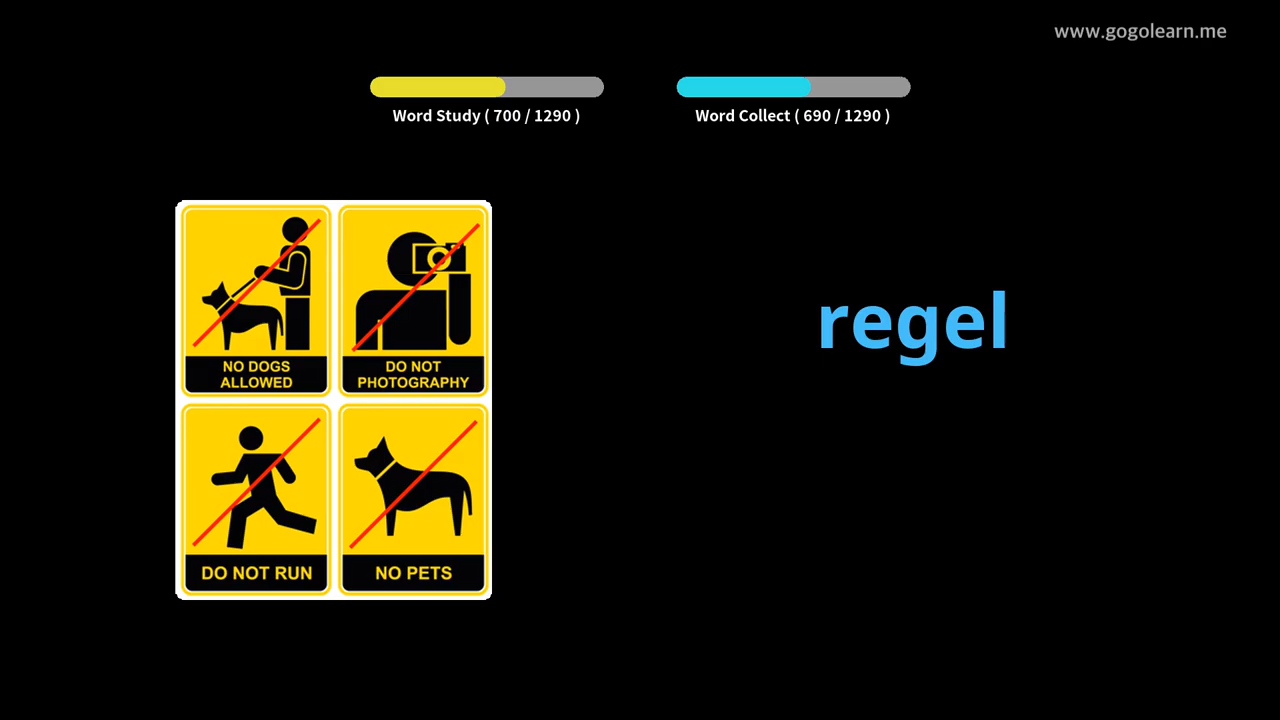 www.gogolearn.me
Word Study ( 700 / 1290 )
Word Collect ( 690 / 1290 )
NO DOGS
ALLOWED
DO NOT
PHOTOGRAPHY
regel
DO NOT RUN
NO PETS